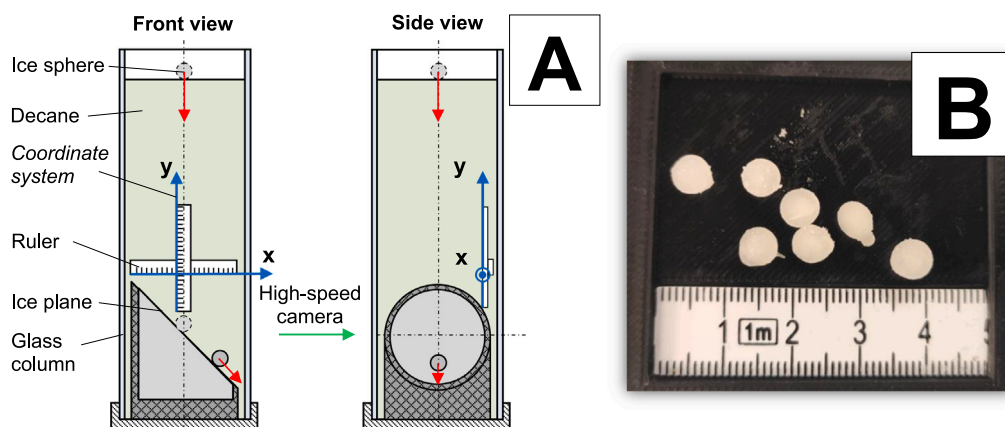 Front view
Side view
A
B
Ice sphere
Decane
Coordinate
system
Ruler
Ice plane
Glass
column
y
x
High-speed
camera
y
x
1 1m 2 3 4 5